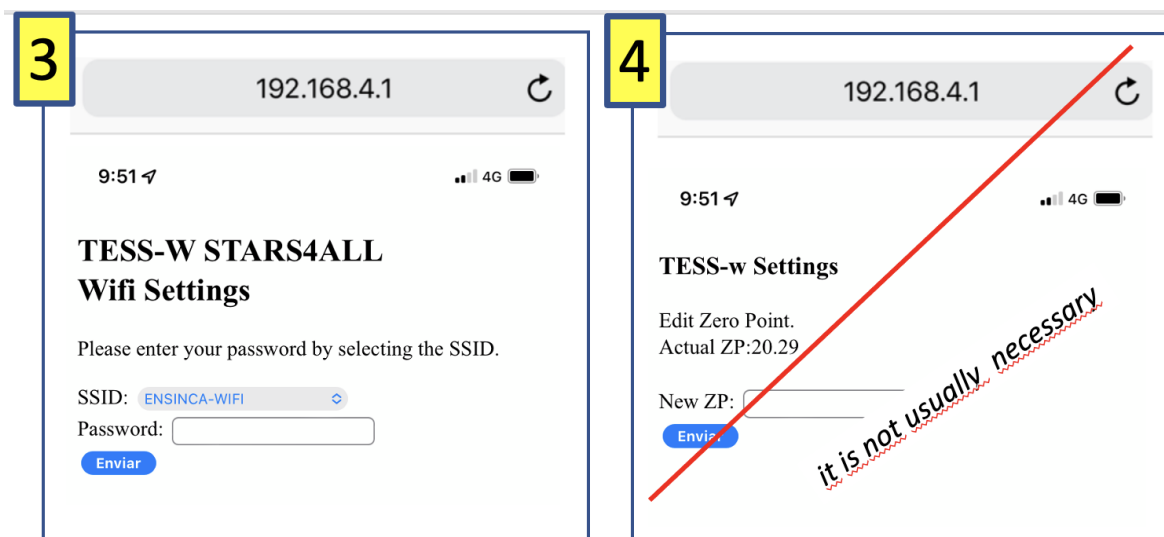 3
192.168.4.1
9:51
4G
TESS-W STARS4ALL
Wifi Settings
Please enter your password by selecting the SSID.
SSID: ENSINCA-WIFI
Password:
Enviar
4
192.168.4.1
9:51
4G
TESS-w Settings
Edit Zero Point.
Actual ZP:20.29
New ZP:
Enviar
it is not usually necessary